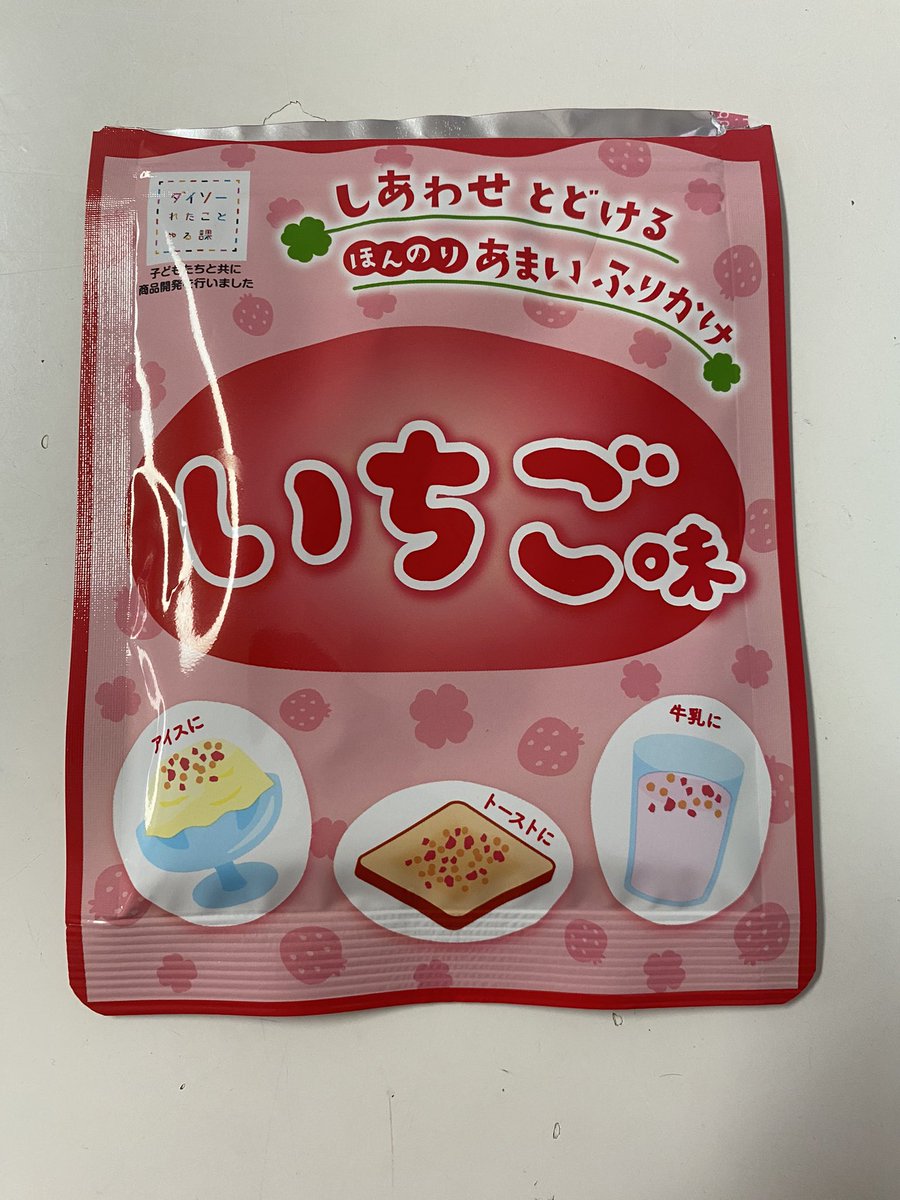 ダイソー
れたこと
やる課
子どもたちと共に
商品開発を行いました
しあわせ とどける
ほんのり あまい ふりかけ
いちご味
アイスに
トーストに
牛乳に